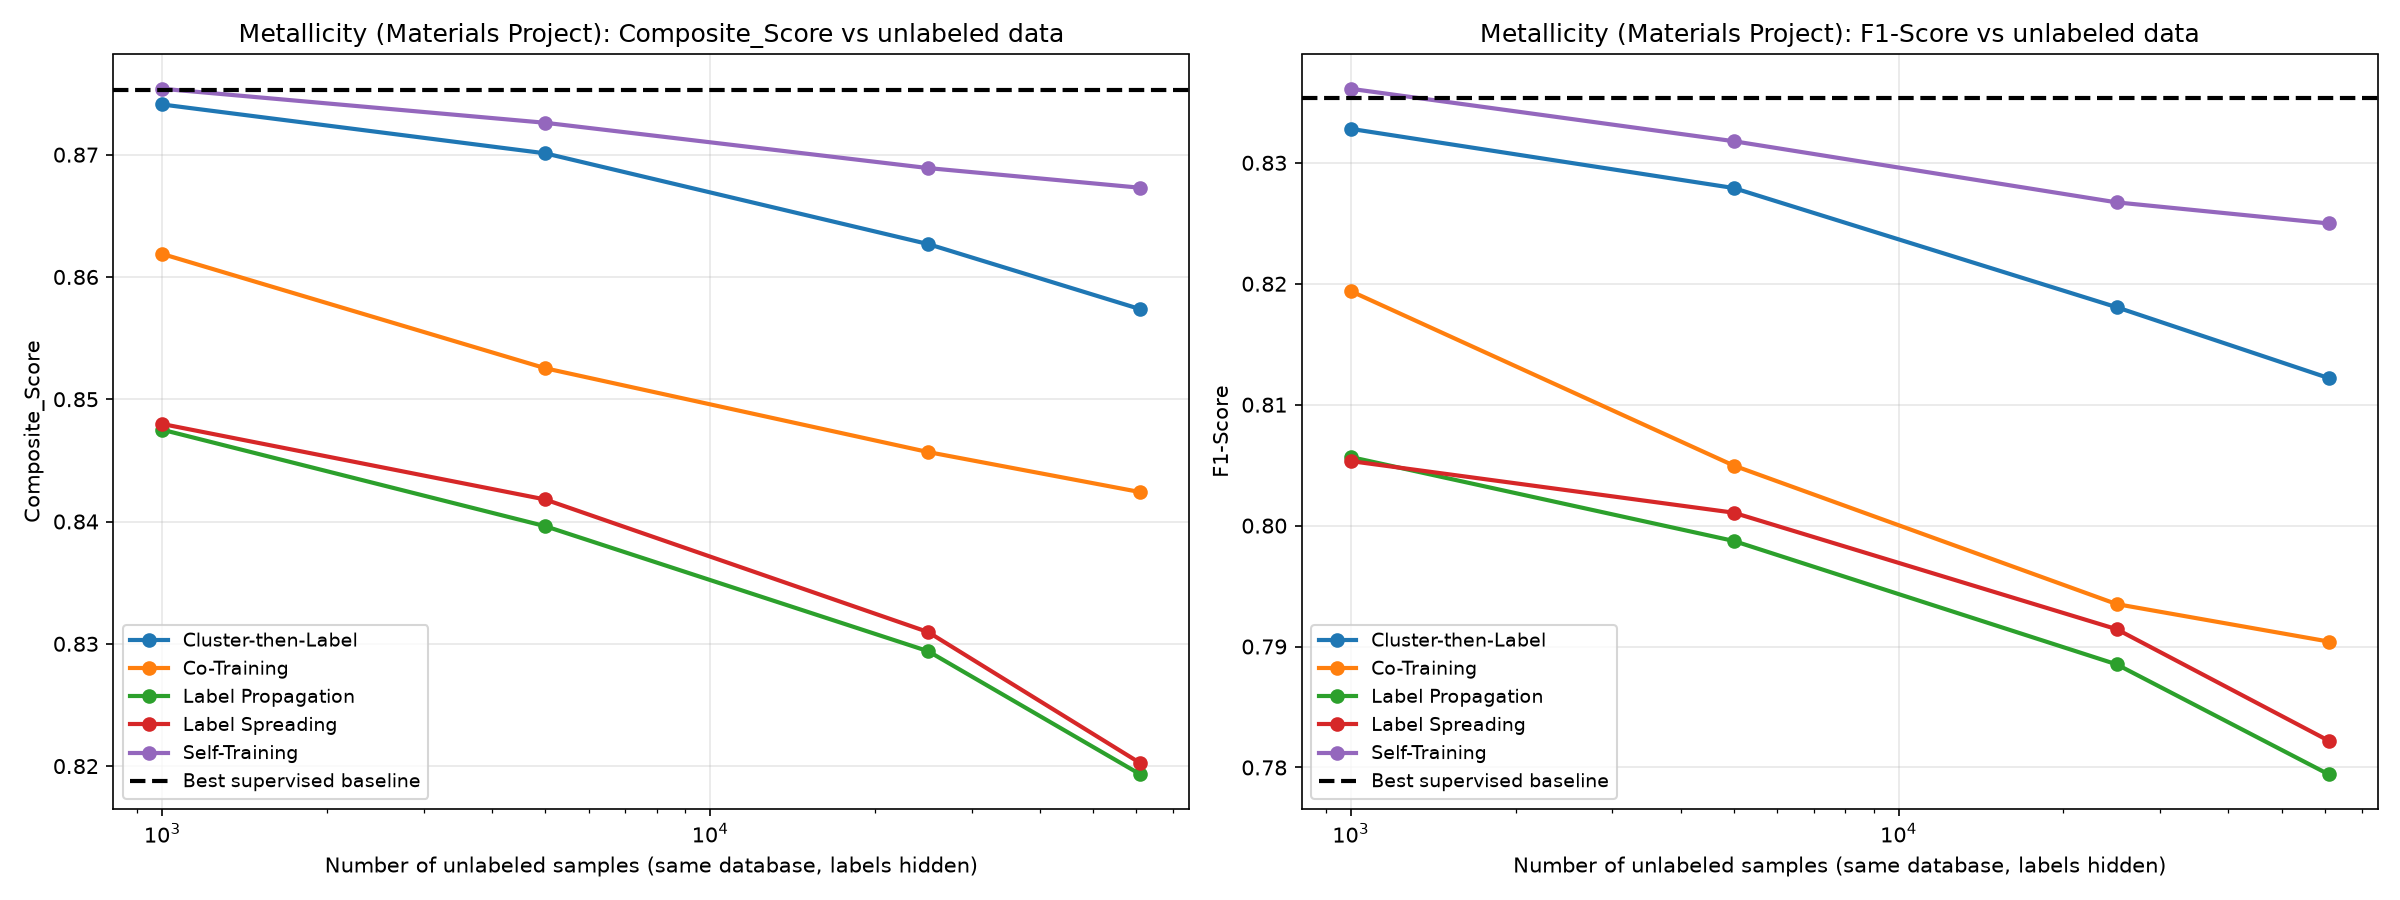 Metallicity (Materials Project): Composite_Score vs unlabeled data
Composite_Score
0.87
0.86
0.85
0.84
0.83
0.82
Cluster-then-Label
Co-Training
Label Propagation
Label Spreading
Self-Training
Best supervised baseline
10³
10⁴
Number of unlabeled samples (same database, labels hidden)
Metallicity (Materials Project): F1-Score vs unlabeled data
F1-Score
0.83
0.82
0.81
0.80
0.79
0.78
Cluster-then-Label
Co-Training
Label Propagation
Label Spreading
Self-Training
Best supervised baseline
10³
10⁴
Number of unlabeled samples (same database, labels hidden)